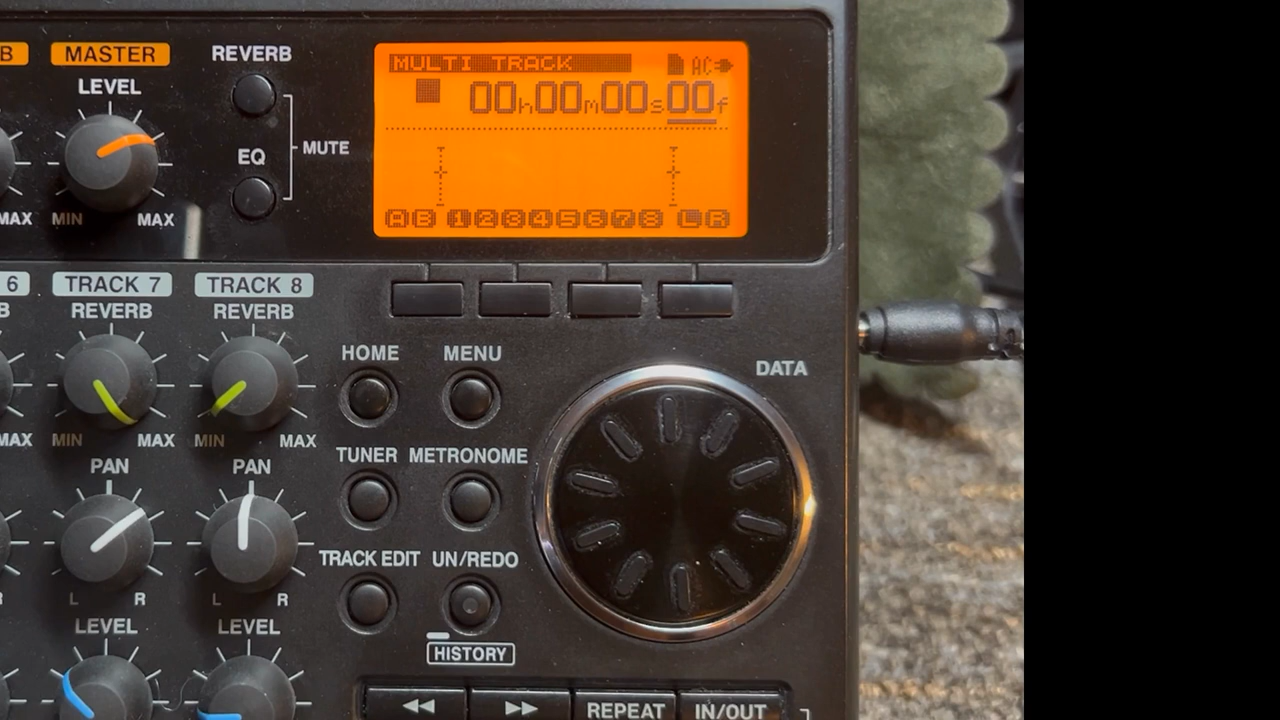 B MASTER REVERB
LEVEL
EQ
MUTE
MAX MIN MAX
MULTI TRACK AC
00h00m00s00f
A B 1 2 3 4 5 6 7 8 L R
6 TRACK 7 TRACK 8
B REVERB REVERB
MAX MIN MAX MIN MAX
PAN PAN
R L R L R
LEVEL LEVEL
HOME MENU
DATA
TUNER METRONOME
TRACK EDIT UN/REDO
HISTORY
REPEAT IN/OUT